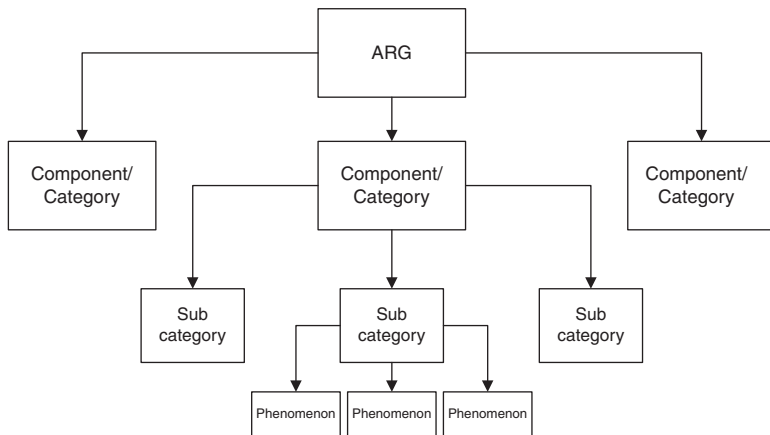 ARG
Component/
Category
Component/
Category
Component/
Category
Sub
category
Sub
category
Sub
category
Phenomenon
Phenomenon
Phenomenon